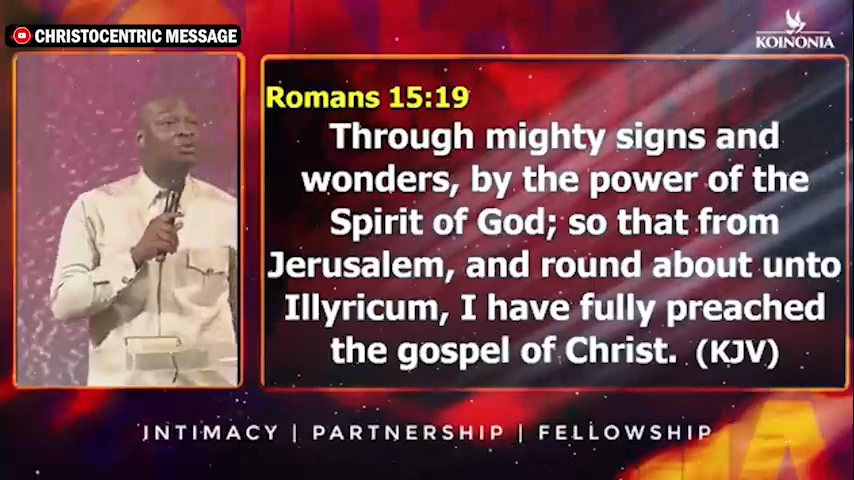 CHRISTOCENTRIC MESSAGE
KOINONIA
Romans 15:19
Through mighty signs and
wonders, by the power of the
Spirit of God; so that from
Jerusalem, and round about unto
Illyricum, I have fully preached
the gospel of Christ. (KJV)
INTIMACY | PARTNERSHIP | FELLOWSHIP